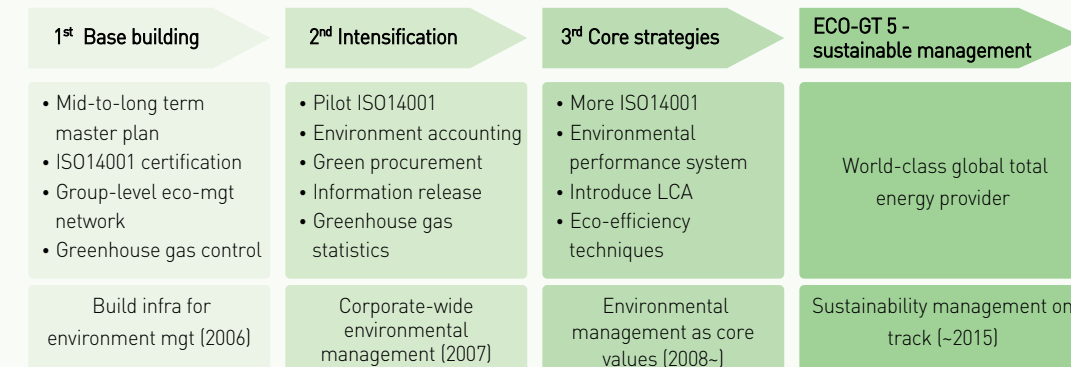 1st Base building
• Mid-to-long term
master plan
• ISO14001 certification
• Group-level eco-mgt
network
• Greenhouse gas control
Build infra for
environment mgt (2006)
2nd Intensification
• Pilot ISO14001
• Environment accounting
• Green procurement
• Information release
• Greenhouse gas
statistics
Corporate-wide
environmental
management (2007)
3rd Core strategies
• More ISO14001
• Environmental
performance system
• Introduce LCA
• Eco-efficiency
techniques
Environmental
management as core
values (2008~)
ECO-GT 5 -
sustainable management
World-class global total
energy provider
Sustainability management on
track (~2015)